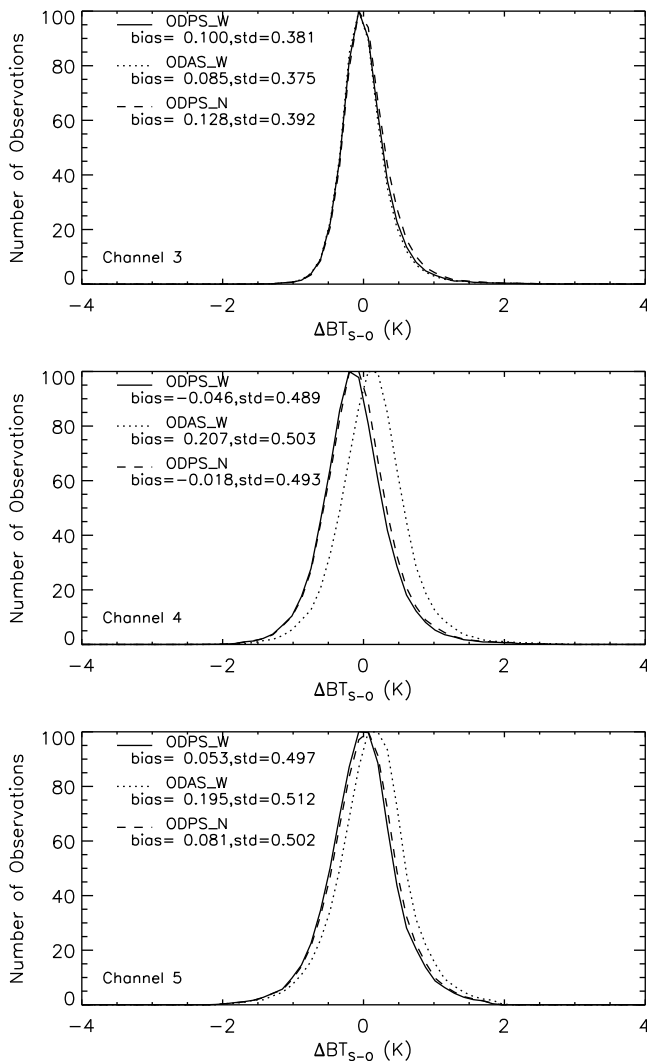 Number of Observations
100
80
60
40
20
0
ODPS_W
bias= 0.100,std=0.381
ODAS_W
bias= 0.085,std=0.375
ODPS_N
bias= 0.128,std=0.392
Channel 3
-4 -2 0 2 4
ΔBTS-O (K)
Number of Observations
100
80
60
40
20
0
ODPS_W
bias=-0.046,std=0.489
ODAS_W
bias= 0.207,std=0.503
ODPS_N
bias=-0.018,std=0.493
Channel 4
-4 -2 0 2 4
ΔBTS-O (K)
Number of Observations
100
80
60
40
20
0
ODPS_W
bias= 0.053,std=0.497
ODAS_W
bias= 0.195,std=0.512
ODPS_N
bias= 0.081,std=0.502
Channel 5
-4 -2 0 2 4
ΔBTS-O (K)